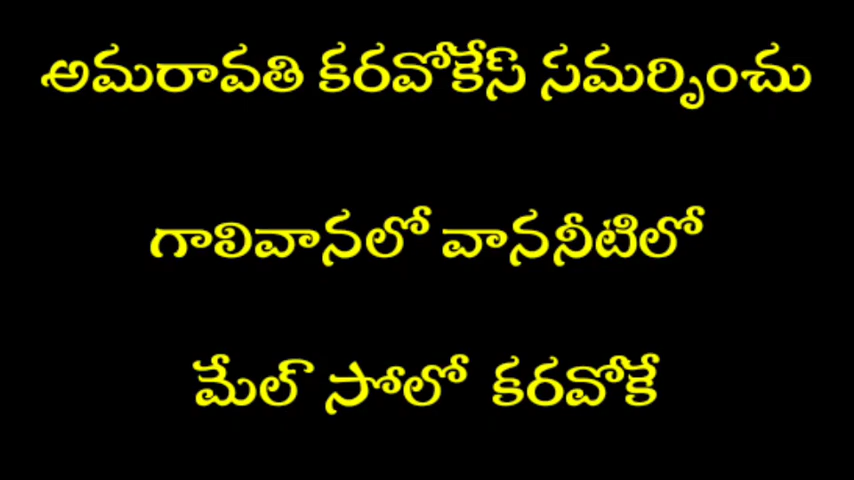 అమరావతి కరవోకేస్ సమర్పించు
గాలివానలో వాననీటిలో
మేల్ సోలో కరవోకే